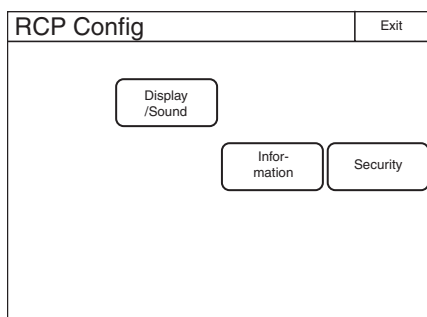 RCP Config
Exit
Display
/Sound
Infor-
mation
Security